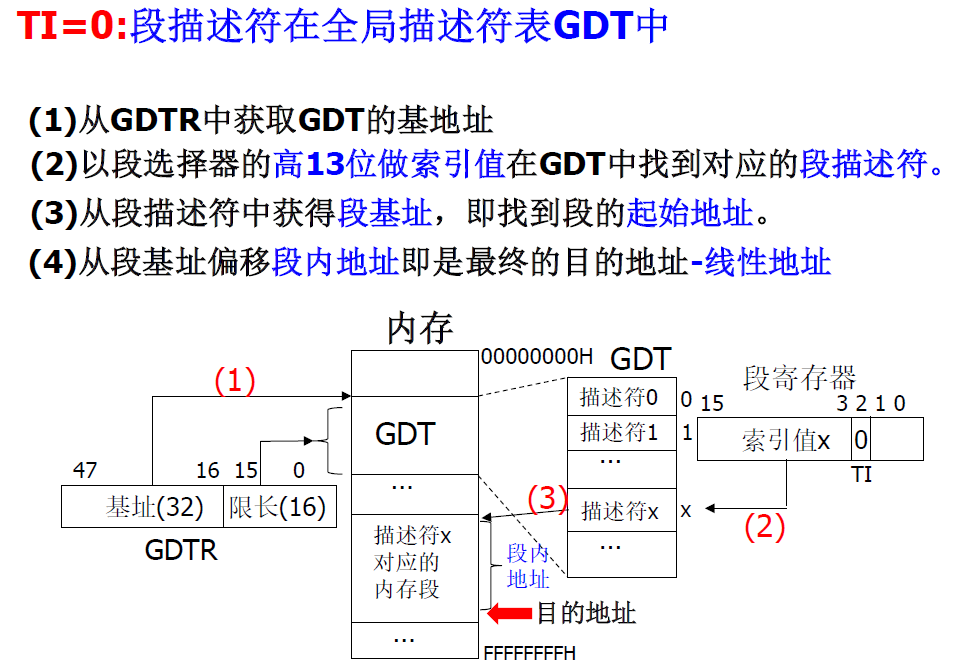 TI=0:段描述符在全局描述符表GDT中
(1)从GDTR中获取GDT的基地址
(2)以段选择器的高13位做索引值在GDT中找到对应的段描述符。
(3)从段描述符中获得段基址，即找到段的起始地址。
(4)从段基址偏移段内地址即是最终的目的地址-线性地址
内存
00000000H
GDT
(1)
段寄存器
描述符0
0
15
3 2 1 0
GDT
描述符1
1
索引值x
0
...
TI
47
16
15
0
...
(3)
基址(32)
限长(16)
描述符x
x
(2)
GDTR
描述符x
对应的
内存段
段内
地址
...
目的地址
...
FFFFFFFFH